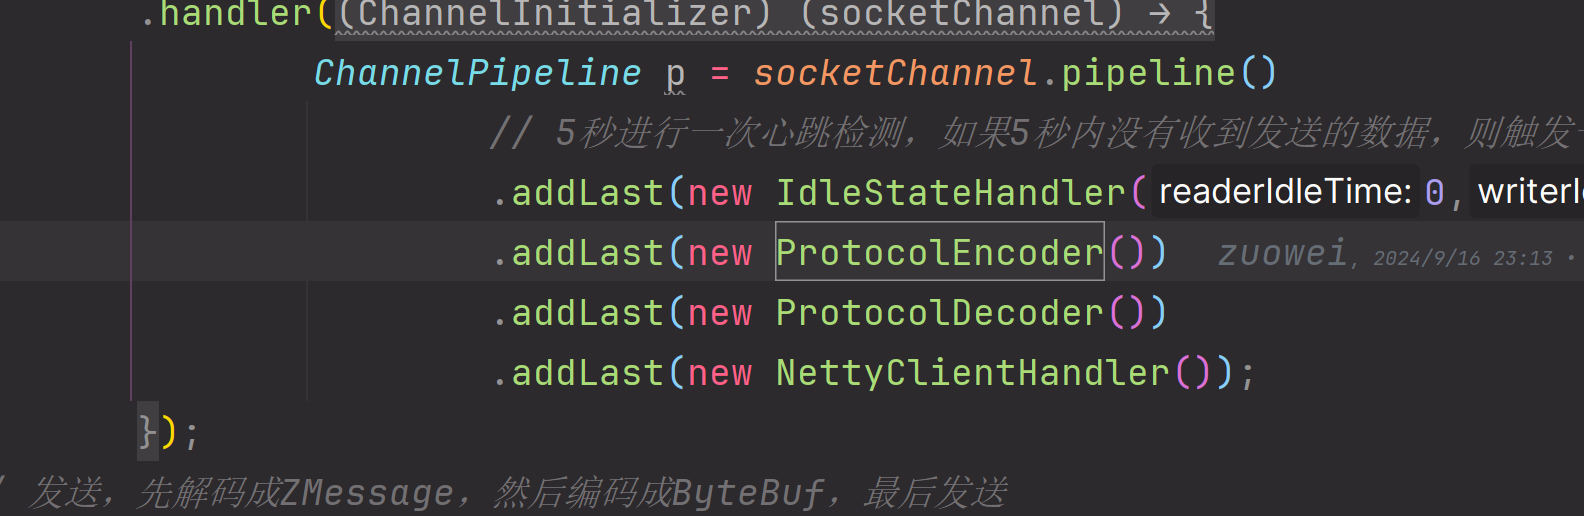 .handler((ChannelInitializer) (socketChannel) → {
ChannelPipeline p = socketChannel.pipeline()
// 5秒进行一次心跳检测，如果5秒内没有收到发送的数据，则触发
.addLast(new IdleStateHandler( readerIdleTime: 0, writerI
.addLast(new ProtocolEncoder()) zuowei, 2024/9/16 23:13 •
.addLast(new ProtocolDecoder())
.addLast(new NettyClientHandler());
});
/ 发送，先解码成ZMessage，然后编码成ByteBuf，最后发送